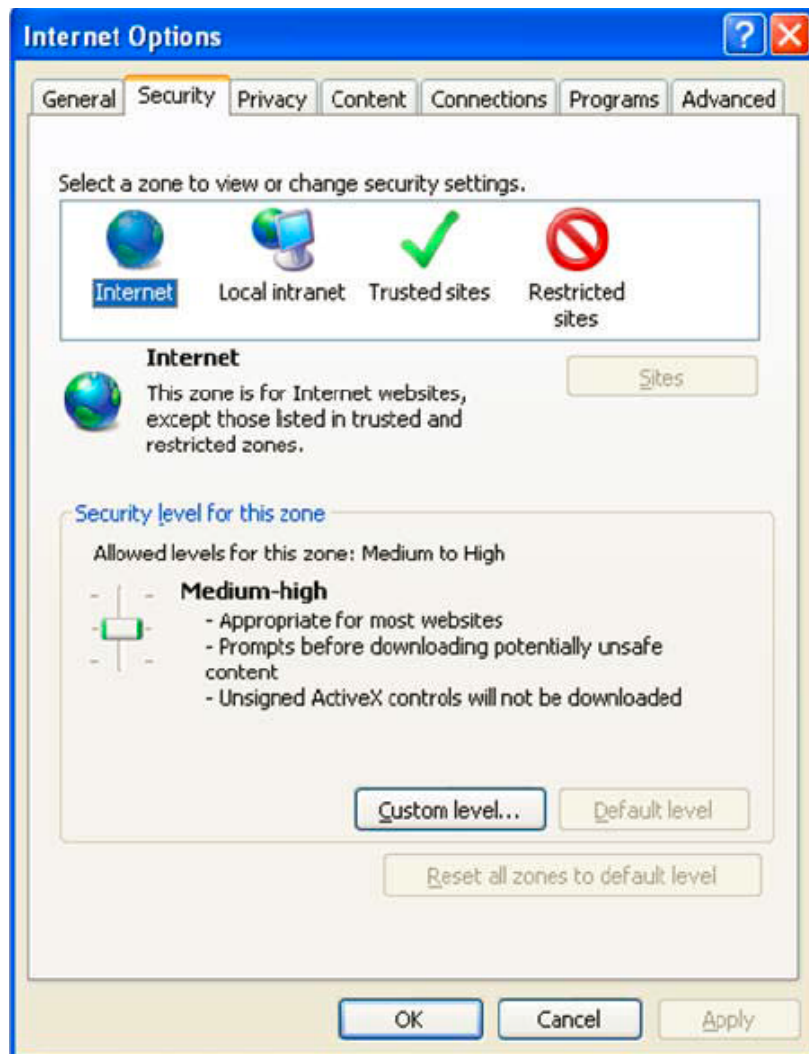 Internet Options
General Security Privacy Content Connections Programs Advanced
Select a zone to view or change security settings.
Internet Local intranet Trusted sites Restricted
sites
Internet
Sites
This zone is for Internet websites,
except those listed in trusted and
restricted zones.
Security level for this zone
Allowed levels for this zone: Medium to High
Medium-high
- Appropriate for most websites
- Prompts before downloading potentially unsafe
content
- Unsigned ActiveX controls will not be downloaded
Custom level... Default level
Reset all zones to default level
OK Cancel Apply